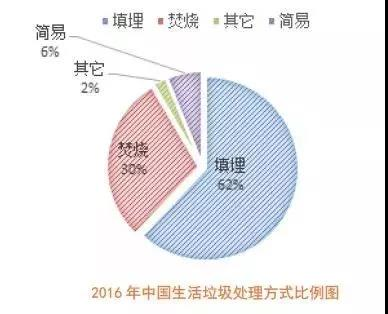 填埋 焚烧 其它 简易
简易
6%
其它
2%
焚烧
30%
填埋
62%
2016 年中国生活垃圾处理方式比例图